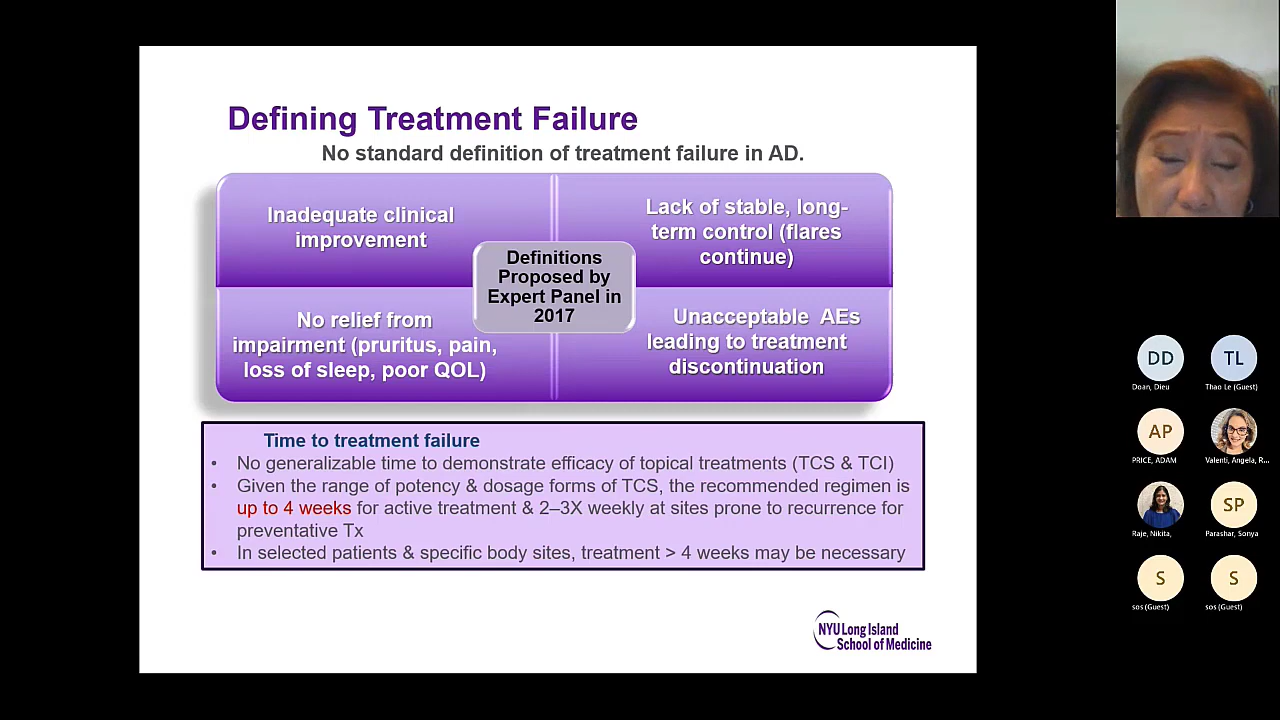 Defining Treatment Failure
No standard definition of treatment failure in AD.
Inadequate clinical
improvement
Lack of stable, long-
term control (flares
continue)
Definitions
Proposed by
Expert Panel in
2017
No relief from
impairment (pruritus, pain,
loss of sleep, poor QOL)
Unacceptable AEs
leading to treatment
discontinuation
Time to treatment failure
• No generalizable time to demonstrate efficacy of topical treatments (TCS & TCI)
• Given the range of potency & dosage forms of TCS, the recommended regimen is
up to 4 weeks for active treatment & 2–3X weekly at sites prone to recurrence for
preventative Tx
• In selected patients & specific body sites, treatment > 4 weeks may be necessary
NYU Long Island
School of Medicine
DD
TL
Doan, Dieu
Thao Le (Guest)
AP
PRICE, ADAM
Valenti, Angela, R...
SP
Raje, Nikita,
Parashar, Sonya
S
S
sos (Guest)
sos (Guest)